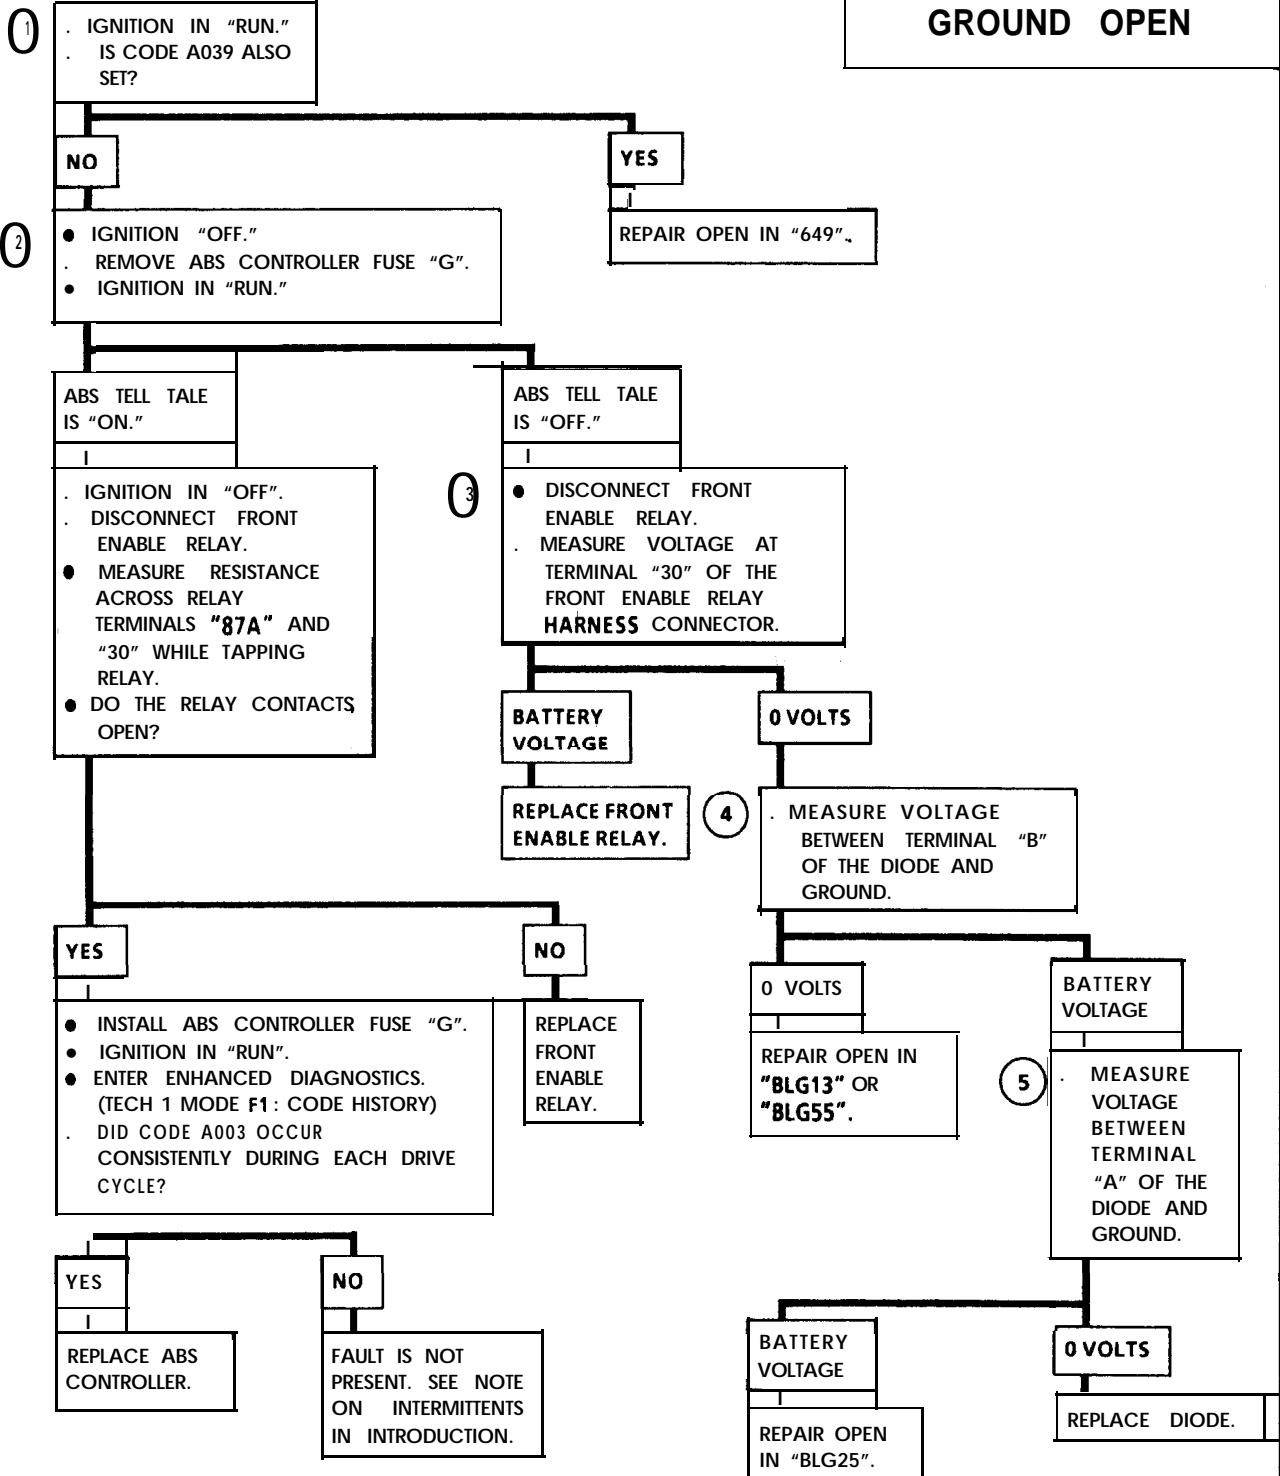 GROUND OPEN
1
. IGNITION IN “RUN.”
. IS CODE A039 ALSO
SET?
NO
YES
2
● IGNITION “OFF.”
. REMOVE ABS CONTROLLER FUSE “G”.
● IGNITION IN “RUN.”
REPAIR OPEN IN “649”.
ABS TELL TALE
IS “ON.”
ABS TELL TALE
IS “OFF.”
. IGNITION IN “OFF”.
. DISCONNECT FRONT
ENABLE RELAY.
● MEASURE RESISTANCE
ACROSS RELAY
TERMINALS "87A" AND
“30” WHILE TAPPING
RELAY.
● DO THE RELAY CONTACTS
OPEN?
3
● DISCONNECT FRONT
ENABLE RELAY.
. MEASURE VOLTAGE AT
TERMINAL “30” OF THE
FRONT ENABLE RELAY
HARNESS CONNECTOR.
BATTERY
VOLTAGE
0 VOLTS
REPLACE FRONT
ENABLE RELAY.
4
. MEASURE VOLTAGE
BETWEEN TERMINAL “B”
OF THE DIODE AND
GROUND.
YES
NO
0 VOLTS
BATTERY
VOLTAGE
● INSTALL ABS CONTROLLER FUSE “G”.
● IGNITION IN “RUN”.
● ENTER ENHANCED DIAGNOSTICS.
(TECH 1 MODE F1: CODE HISTORY)
. DID CODE A003 OCCUR
CONSISTENTLY DURING EACH DRIVE
CYCLE?
REPLACE
FRONT
ENABLE
RELAY.
REPAIR OPEN IN
"BLG13" OR
"BLG55".
5
. MEASURE
VOLTAGE
BETWEEN
TERMINAL
“A” OF THE
DIODE AND
GROUND.
YES
NO
REPLACE ABS
CONTROLLER.
FAULT IS NOT
PRESENT. SEE NOTE
ON INTERMITTENTS
IN INTRODUCTION.
BATTERY
VOLTAGE
0 VOLTS
REPAIR OPEN
IN “BLG25”.
REPLACE DIODE.